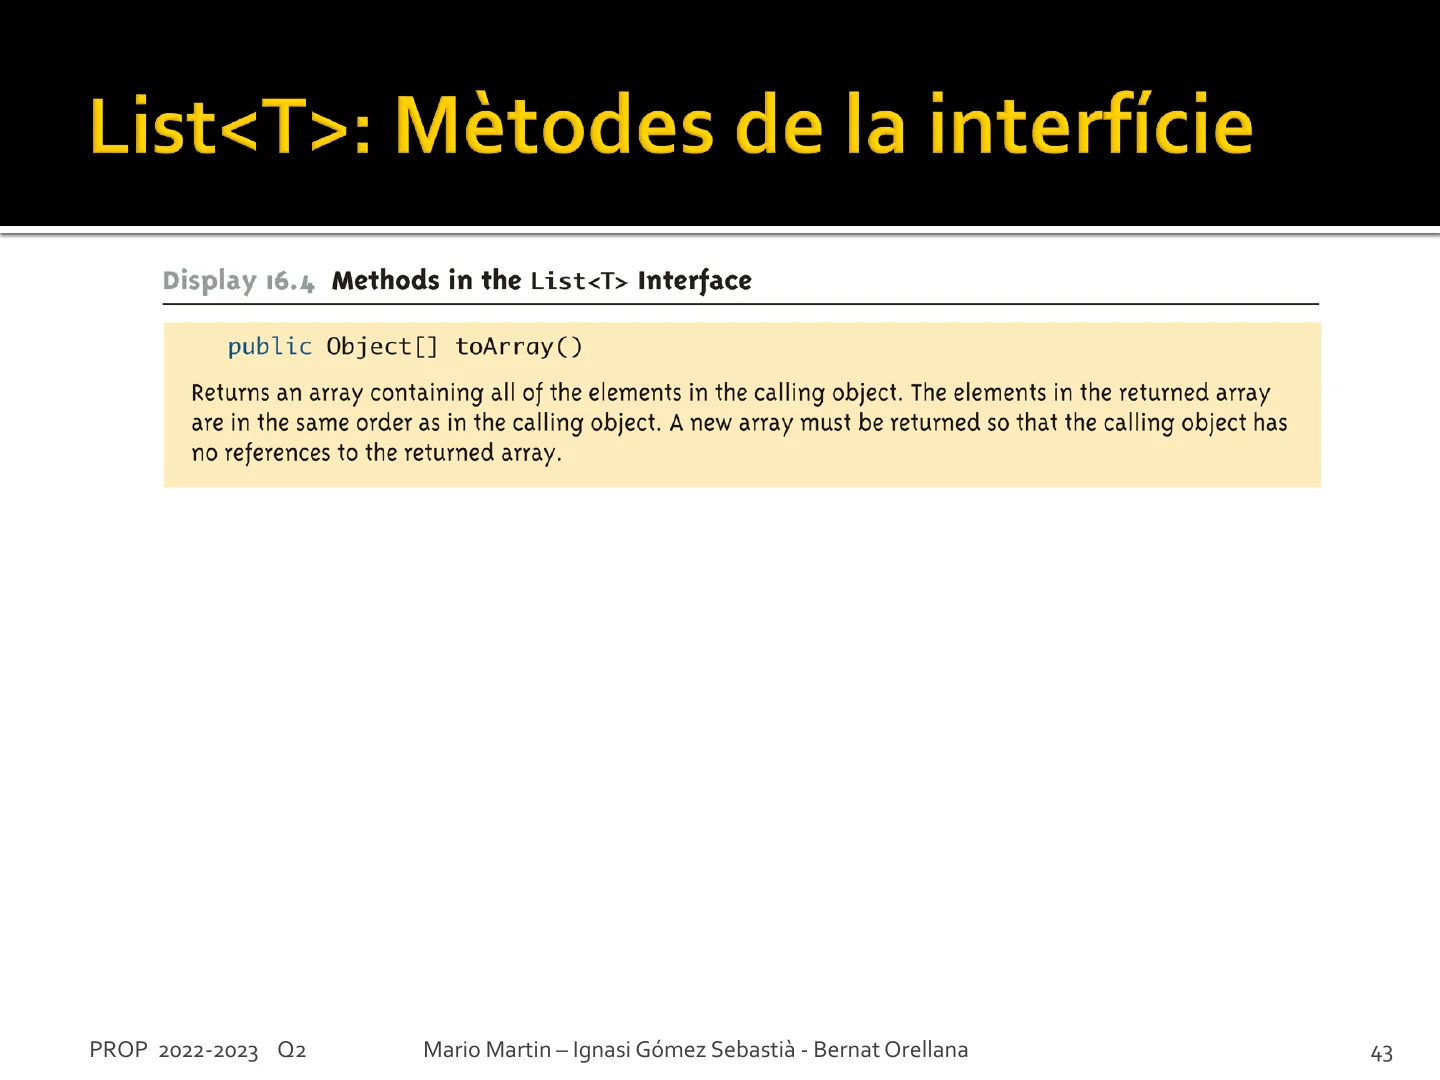 List<T>: Mètodes de la interfície
Display 16.4 Methods in the List<T> Interface
public Object[] toArray()
Returns an array containing all of the elements in the calling object. The elements in the returned array
are in the same order as in the calling object. A new array must be returned so that the calling object has
no references to the returned array.
PROP 2022-2023 Q2 Mario Martin – Ignasi Gómez Sebastià - Bernat Orellana 43